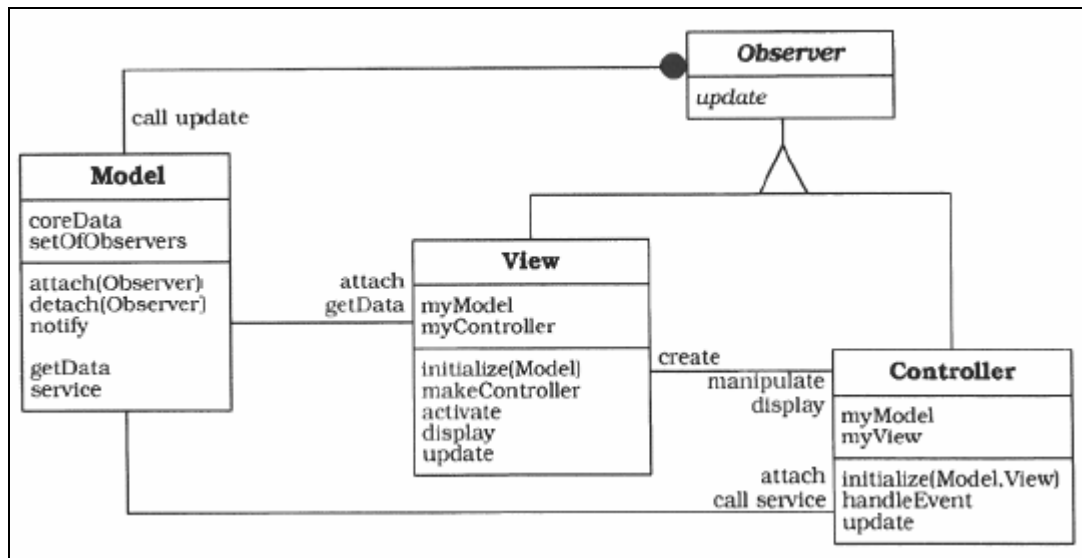 Observer
update
call update
Model
coreData
setOfObservers
attach(Observer)
detach(Observer)
notify
getData
service
attach
getData
View
myModel
myController
initialize(Model)
makeController
activate
display
update
create
manipulate
display
attach
call service
Controller
myModel
myView
initialize(Model,View)
handleEvent
update